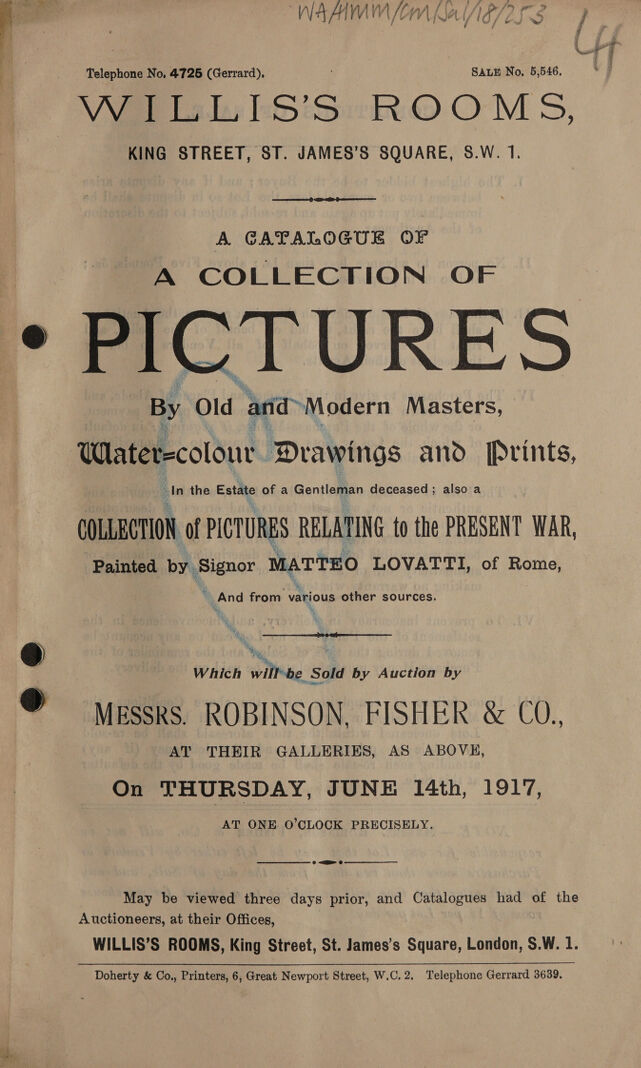 WA/HMM/Cm/Sal/18/253
Telephone No. 4725 (Gerrard).
SALE No. 5,546.
WILLIS'S ROOMS,
KING STREET, ST. JAMES'S SQUARE, S.W. 1.
A CATALOGUE OF
A COLLECTION OF
PICTURES
By Old and Modern Masters,
Water=colour Drawings and Prints,
In the Estate of a Gentleman deceased; also a
COLLECTION of PICTURES RELATING to the PRESENT WAR,
Painted by Signor MATTEO LOVATTI, of Rome,
And from various other sources.
Which will be Sold by Auction by
MESSRS. ROBINSON, FISHER & CO.,
AT THEIR GALLERIES, AS ABOVE,
On THURSDAY, JUNE 14th, 1917,
AT ONE O'CLOCK PRECISELY.
May be viewed three days prior, and Catalogues had of the
Auctioneers, at their Offices,
WILLIS'S ROOMS, King Street, St. James's Square, London, S.W. 1.
Doherty & Co., Printers, 6, Great Newport Street, W.C. 2. Telephone Gerrard 3639.